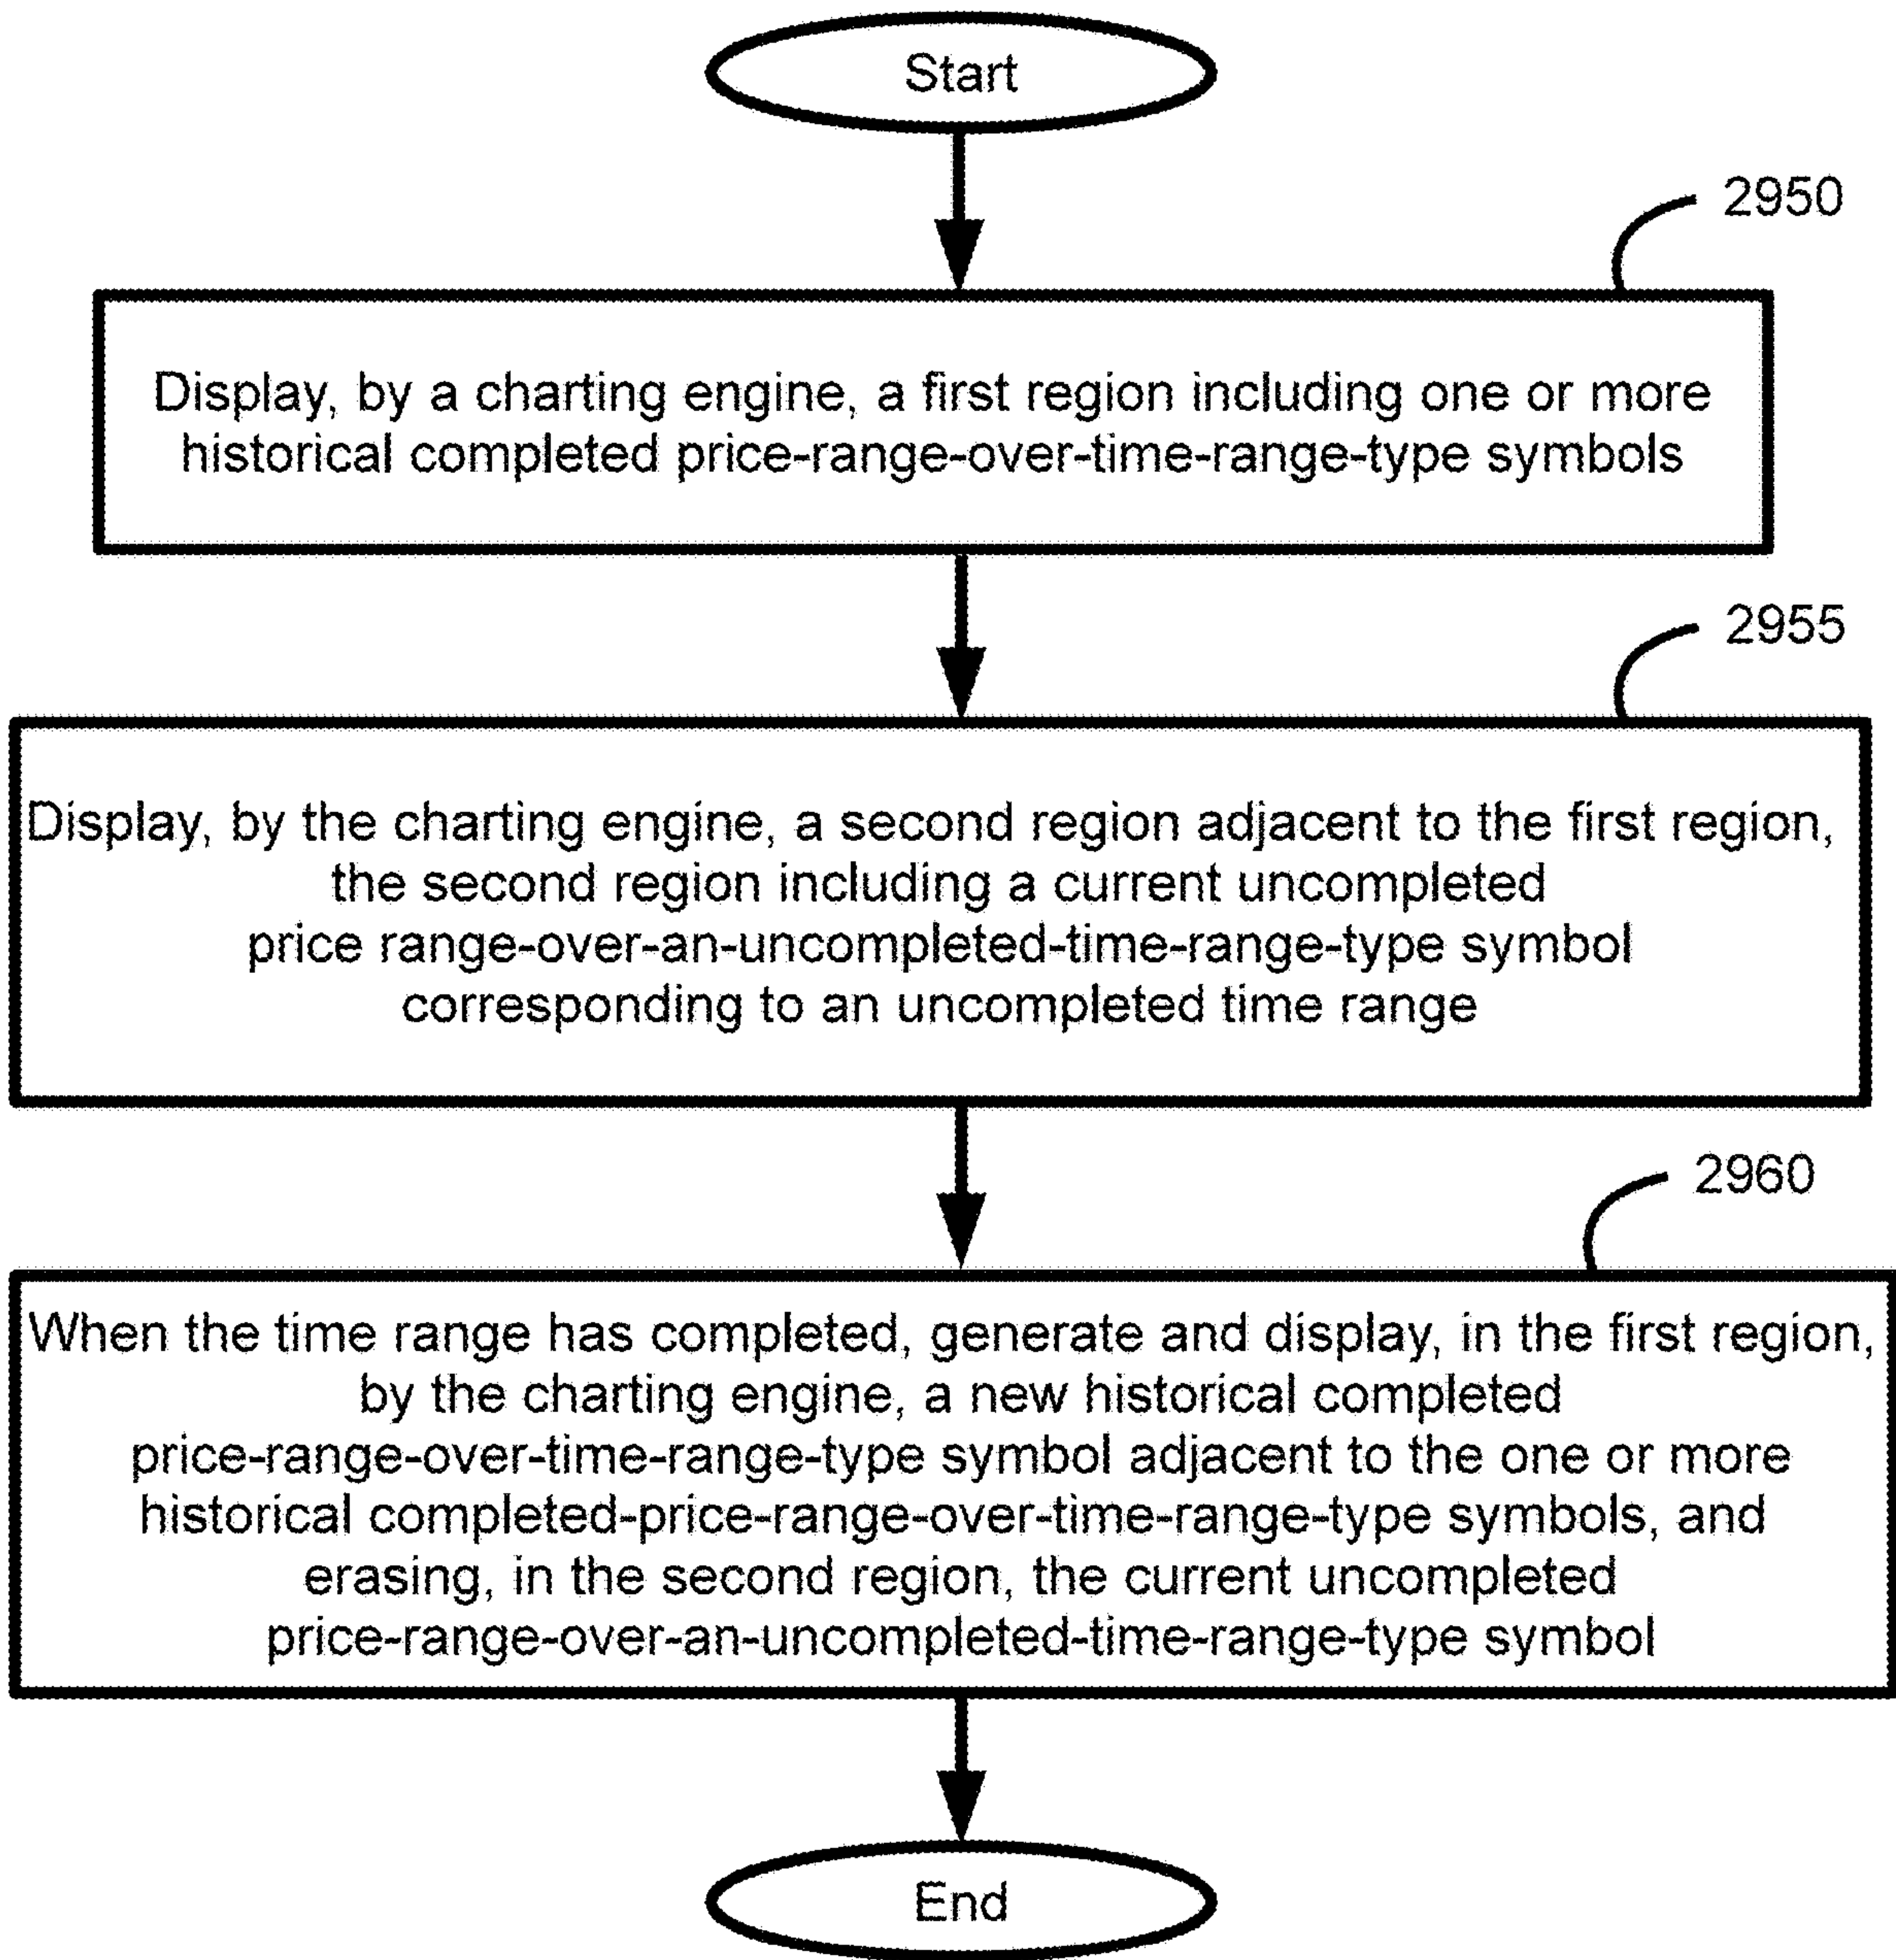 Start
2950
Display, by a charting engine, a first region including one or more
historical completed price-range-over-time-range-type symbols
2955
Display, by the charting engine, a second region adjacent to the first region,
the second region including a current uncompleted
price range-over-an-uncompleted-time-range-type symbol
corresponding to an uncompleted time range
2960
When the time range has completed, generate and display, in the first region,
by the charting engine, a new historical completed
price-range-over-time-range-type symbol adjacent to the one or more
historical completed-price-range-over-time-range-type symbols, and
erasing, in the second region, the current uncompleted
price-range-over-an-uncompleted-time-range-type symbol
End